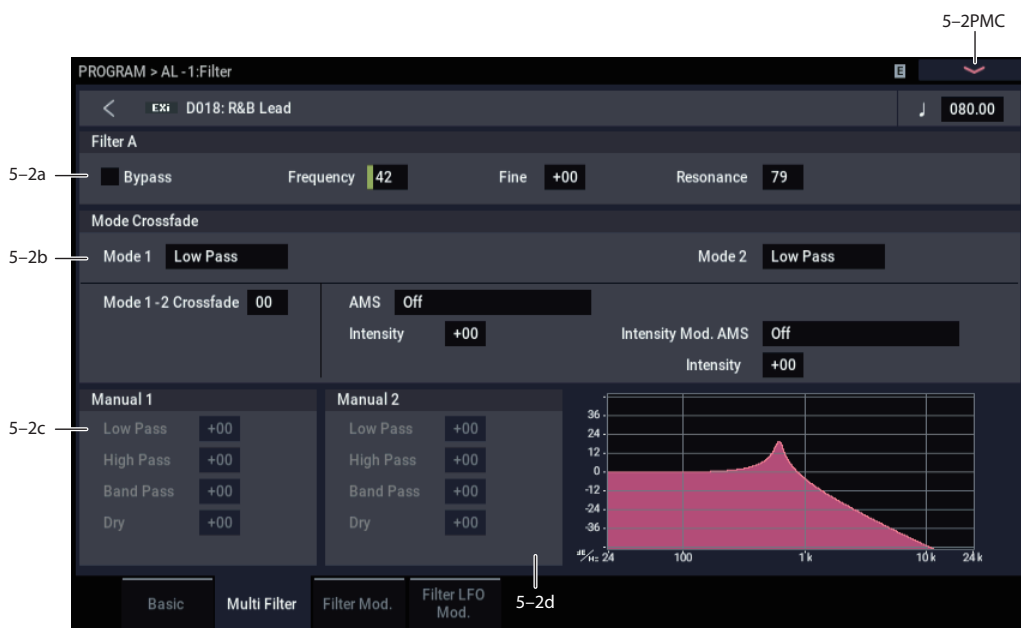 5–2PMC
PROGRAM > AL -1:Filter E
< EXi D018: R&B Lead ♩ 080.00
Filter A
5–2a Bypass Frequency 42 Fine +00 Resonance 79
Mode Crossfade
5–2b Mode 1 Low Pass Mode 2 Low Pass
Mode 1 - 2 Crossfade 00 AMS Off
Intensity +00 Intensity Mod. AMS Off
Intensity +00
Manual 1 Manual 2
5–2c Low Pass +00 Low Pass +00
High Pass +00 High Pass +00
Band Pass +00 Band Pass +00
Dry +00 Dry +00
36
24
12
0
-12
-24
-36
dB/Hz 24 100 1k 10k 24k
5–2d
Basic Multi Filter Filter Mod. Filter LFO
Mod.